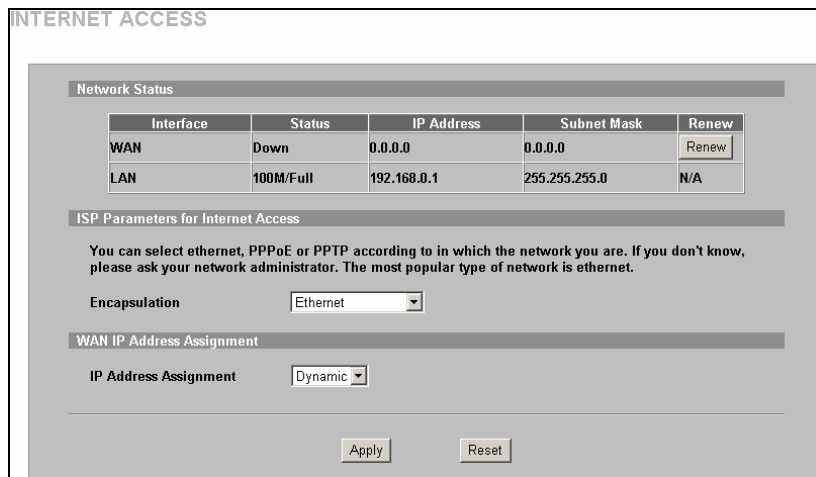 INTERNET ACCESS
Network Status
Interface Status IP Address Subnet Mask Renew
WAN Down 0.0.0.0 0.0.0.0 Renew
LAN 100M/Full 192.168.0.1 255.255.255.0 N/A
ISP Parameters for Internet Access
You can select ethernet, PPPoE or PPTP according to in which the network you are. If you don't know,
please ask your network administrator. The most popular type of network is ethernet.
Encapsulation Ethernet
WAN IP Address Assignment
IP Address Assignment Dynamic
Apply Reset